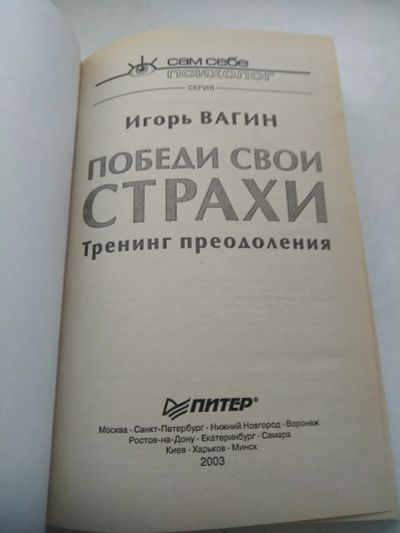 сам себе
психолог
СЕРИЯ
Игорь ВАГИН
ПОБЕДИ СВОИ
СТРАХИ
Тренинг преодоления
ПИТЕР®
Москва · Санкт-Петербург · Нижний Новгород · Воронеж
Ростов-на-Дону · Екатеринбург · Самара
Киев · Харьков · Минск
2003